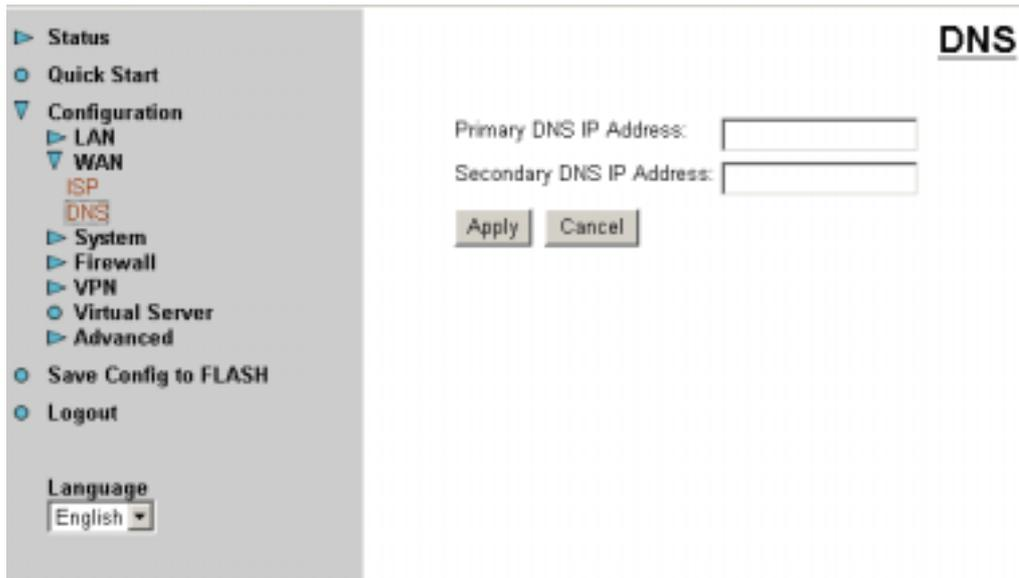 Status
Quick Start
Configuration
LAN
WAN
ISP
DNS
System
Firewall
VPN
Virtual Server
Advanced
Save Config to FLASH
Logout
Language
English
DNS
Primary DNS IP Address:
Secondary DNS IP Address:
Apply Cancel